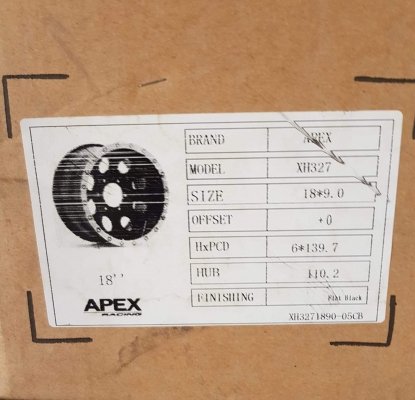 BRAND APEX
MODEL XH327
SIZE 18*9.0
OFFSET +0
HxPCD 6*139.7
HUB 110.2
FINISHING Flat Black
18''
APEX
RACING
XH3271890-05CB